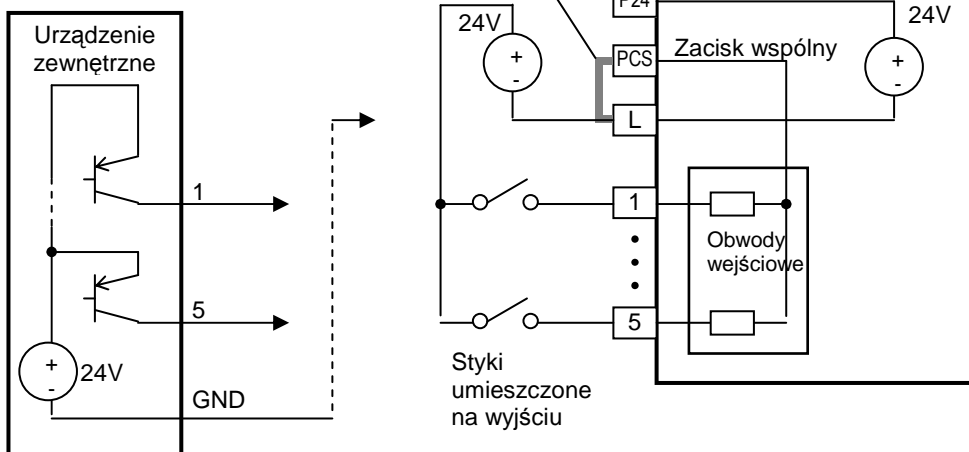 Urządzenie
zewnętrzne
1
5
+
-
24V
GND
24V
+
-
P24
PCS
L
Zacisk wspólny
24V
+
-
1
5
Obwody
wejściowe
Styki
umieszczone
na wyjściu